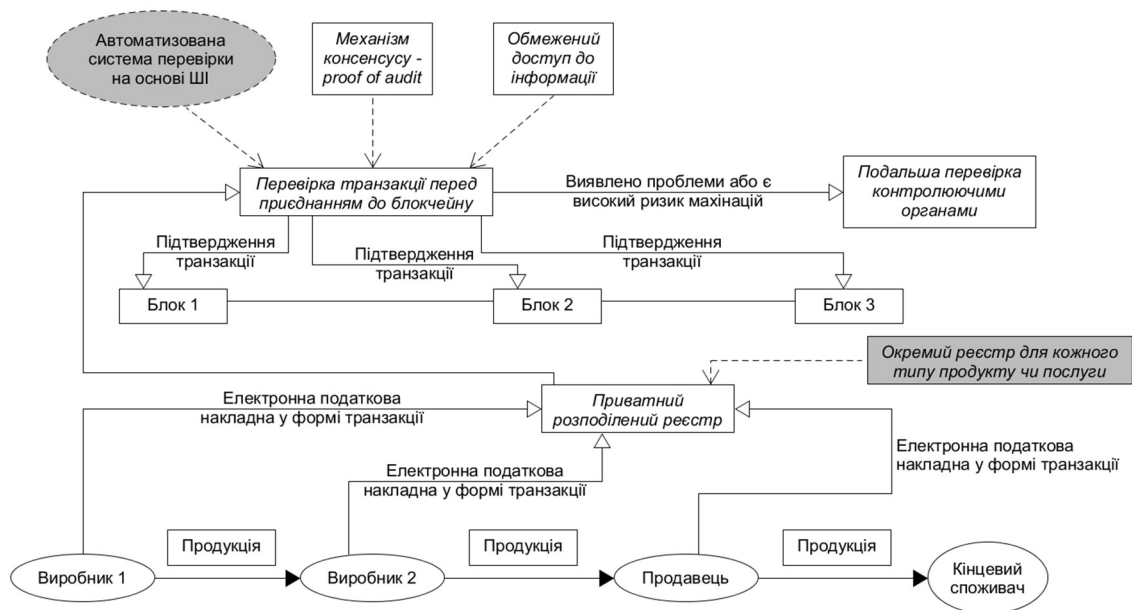 Автоматизована
система перевірки
на основі ШІ
Механізм
консенсусу -
proof of audit
Обмежений
доступ до
інформації
Перевірка транзакції перед
приєднанням до блокчейну
Виявлено проблеми або є
високий ризик махінацій
Подальша перевірка
контролюючими
органами
Підтвердження
транзакції
Підтвердження
транзакції
Підтвердження
транзакції
Блок 1
Блок 2
Блок 3
Окремий реєстр для кожного
типу продукту чи послуги
Електронна податкова
накладна у формі транзакції
Приватний
розподілений реєстр
Електронна податкова
накладна у формі транзакції
Електронна податкова
накладна у формі транзакції
Продукція
Продукція
Продукція
Виробник 1
Виробник 2
Продавець
Кінцевий
споживач